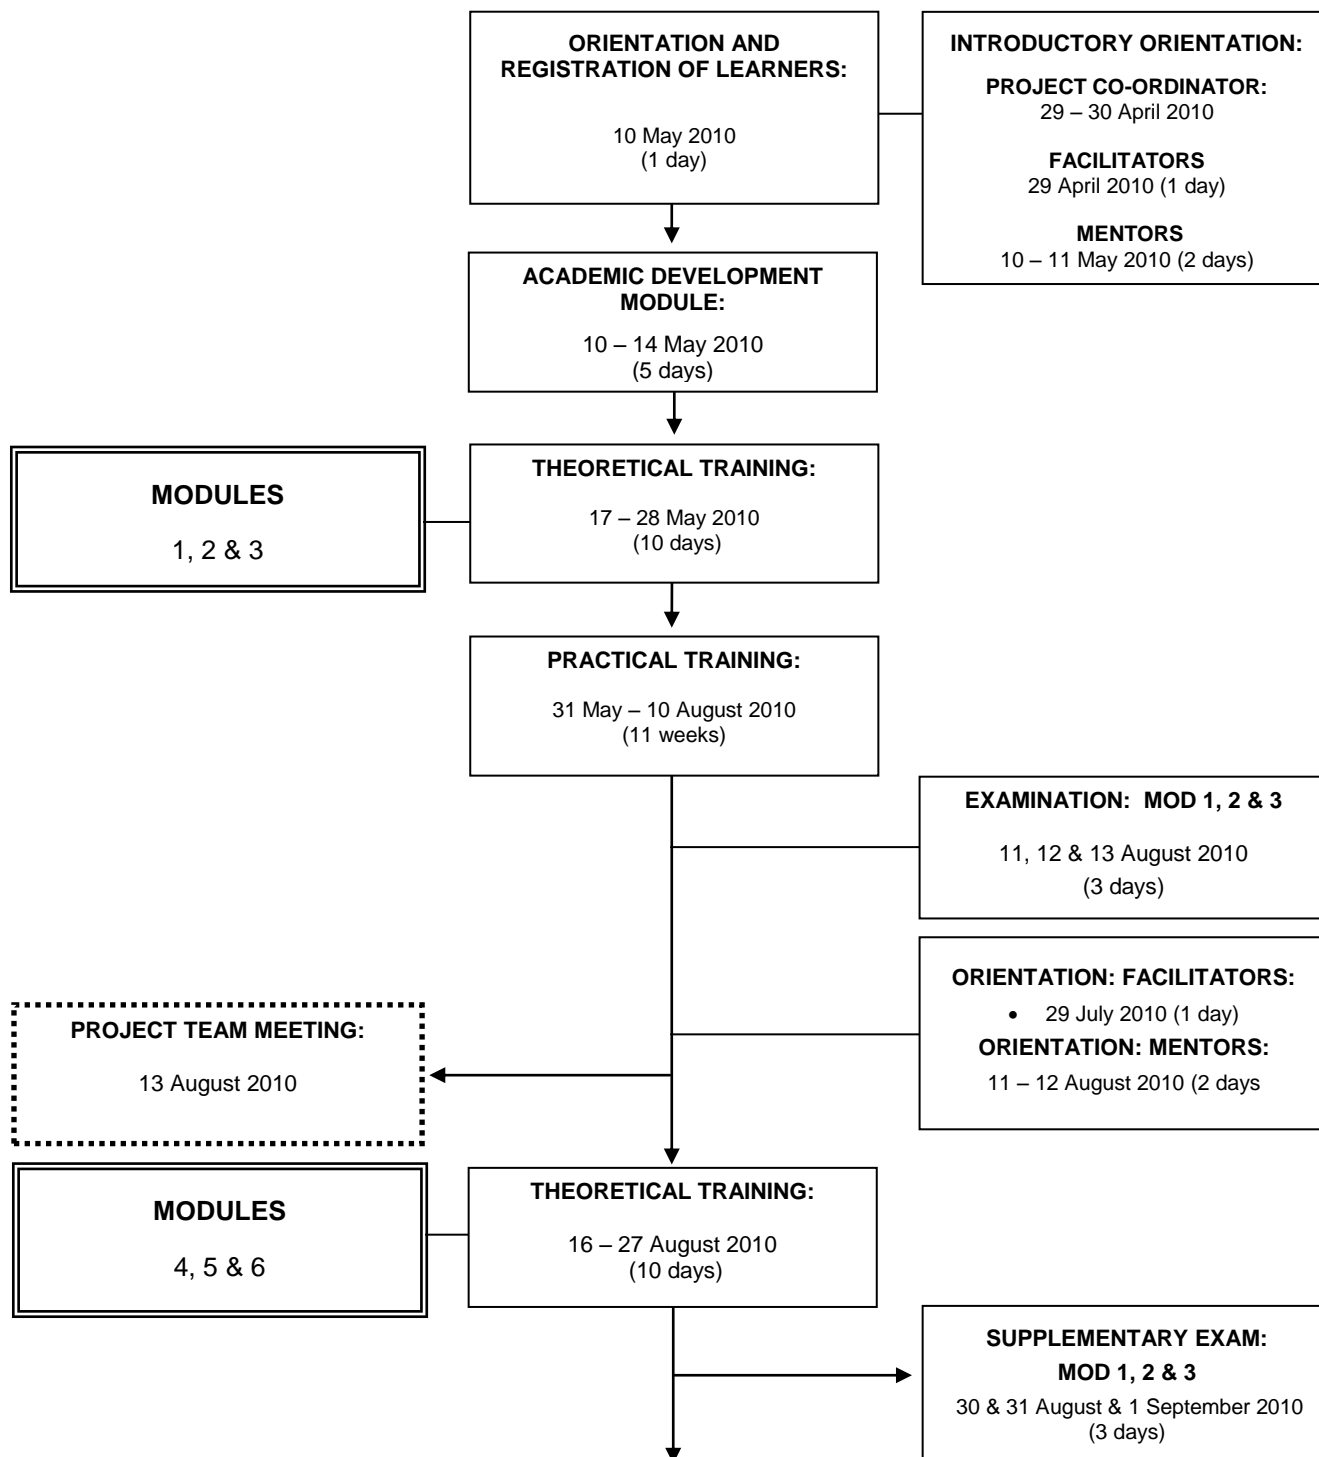 ORIENTATION AND
REGISTRATION OF LEARNERS:
10 May 2010
(1 day)
INTRODUCTORY ORIENTATION:
PROJECT CO-ORDINATOR:
29 – 30 April 2010
FACILITATORS
29 April 2010 (1 day)
MENTORS
10 – 11 May 2010 (2 days)
ACADEMIC DEVELOPMENT
MODULE:
10 – 14 May 2010
(5 days)
MODULES
1, 2 & 3
THEORETICAL TRAINING:
17 – 28 May 2010
(10 days)
PRACTICAL TRAINING:
31 May – 10 August 2010
(11 weeks)
EXAMINATION: MOD 1, 2 & 3
11, 12 & 13 August 2010
(3 days)
ORIENTATION: FACILITATORS:
• 29 July 2010 (1 day)
ORIENTATION: MENTORS:
11 – 12 August 2010 (2 days
PROJECT TEAM MEETING:
13 August 2010
MODULES
4, 5 & 6
THEORETICAL TRAINING:
16 – 27 August 2010
(10 days)
SUPPLEMENTARY EXAM:
MOD 1, 2 & 3
30 & 31 August & 1 September 2010
(3 days)